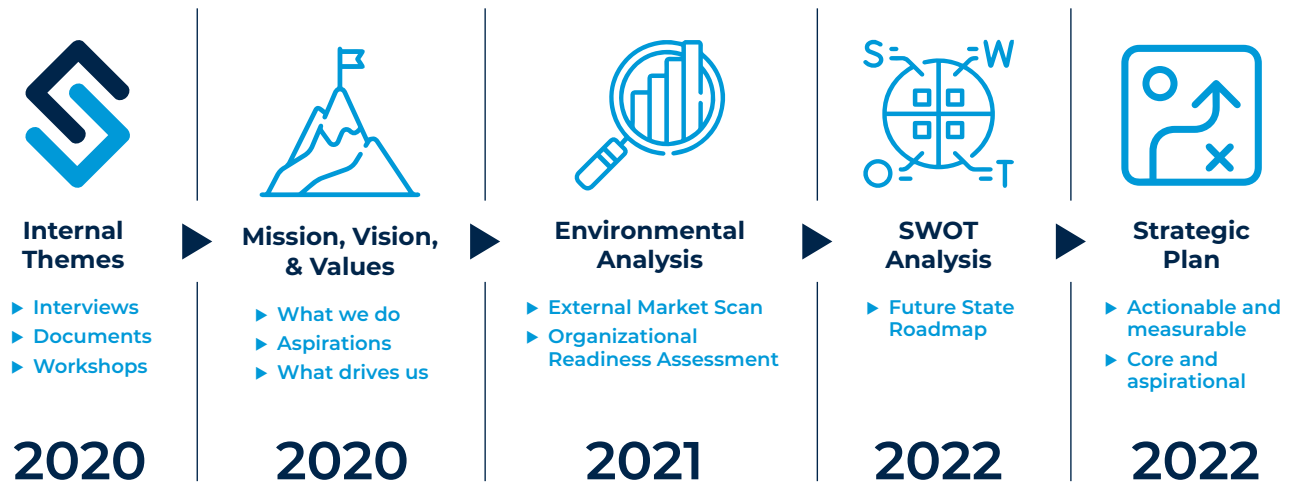 Internal
Themes
Interviews
Documents
Workshops
2020
Mission, Vision,
& Values
What we do
Aspirations
What drives us
2020
Environmental
Analysis
External Market Scan
Organizational
Readiness Assessment
2021
S W
O T
SWOT
Analysis
Future State
Roadmap
2022
Strategic
Plan
Actionable and
measurable
Core and
aspirational
2022